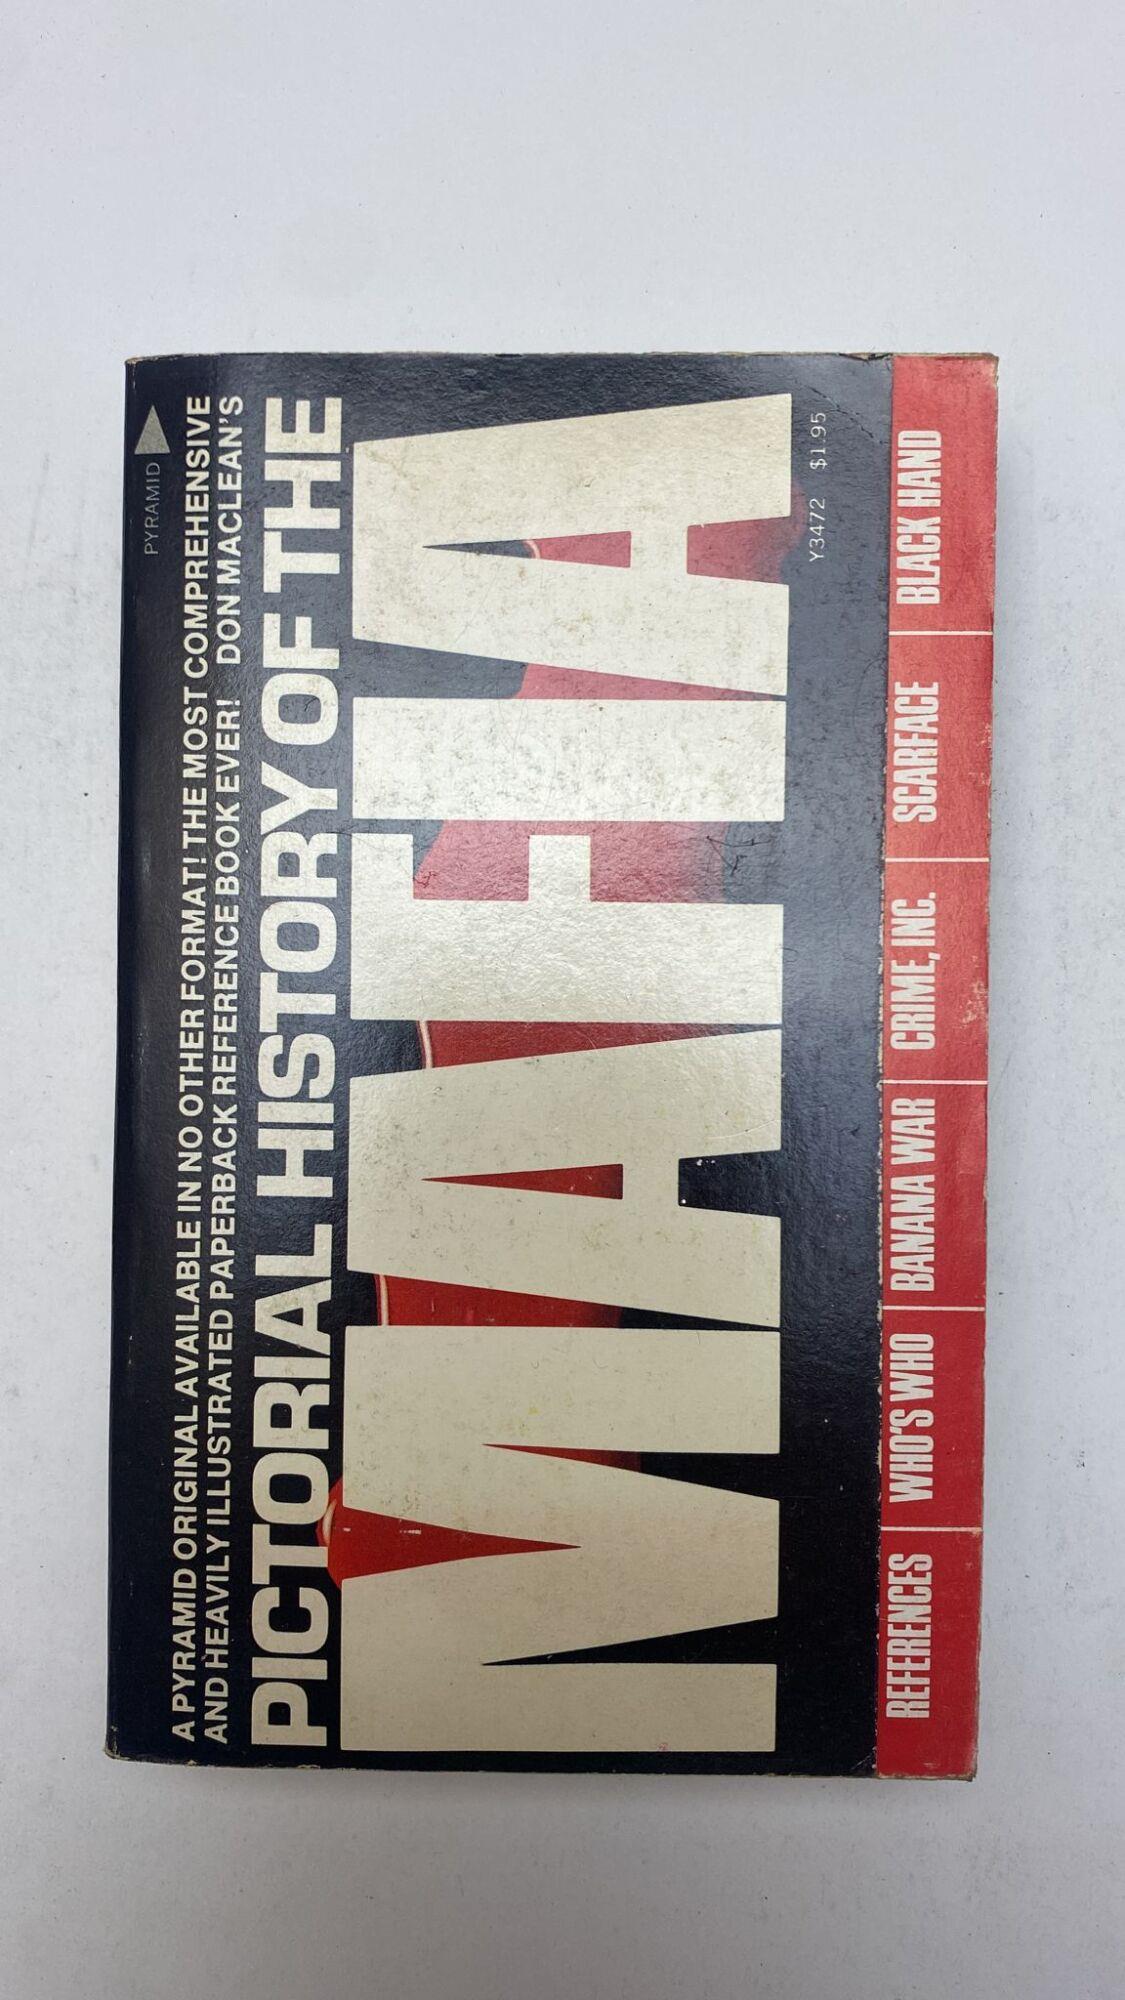 PYRAMID
A PYRAMID ORIGINAL AVAILABLE IN NO OTHER FORMAT! THE MOST COMPREHENSIVE
AND HEAVILY ILLUSTRATED PAPERBACK REFERENCE BOOK EVER! DON MACLEAN'S
PICTORIAL HISTORY OF THE
MAFIA
Y3472 $1.95
REFERENCES WHO'S WHO BANANA WAR CRIME, INC. SCARFACE BLACK HAND